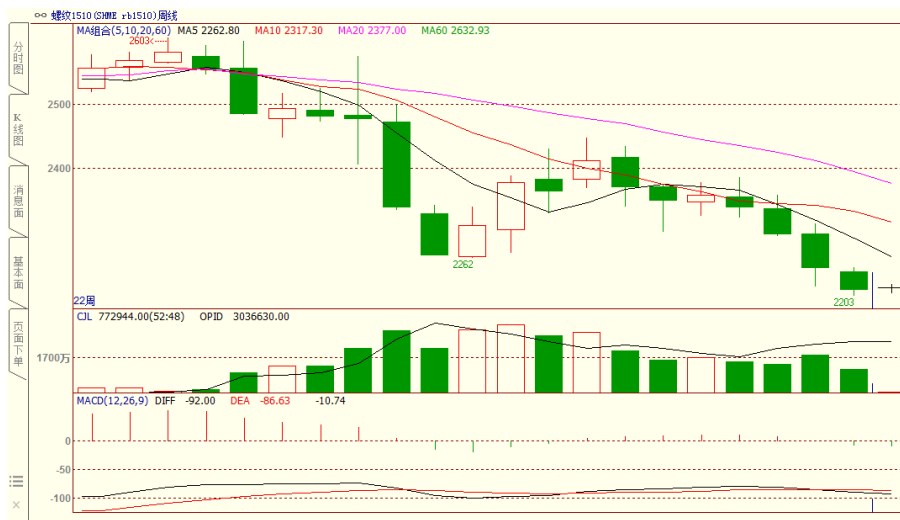 螺纹1510(SHME rb1510)周线
MA组合(5,10,20,60) MA5 2262.80 MA10 2317.30 MA20 2377.00 MA60 2632.93
2603
分时图
2500
K线图
2400
消息面
基本面
2262
22周
2203
CJL 772944.00(52:48) OPID 3036630.00
页面下单
1700万
MACD(12,26,9) DIFF -92.00 DEA -86.63 -10.74
0
-50
-100